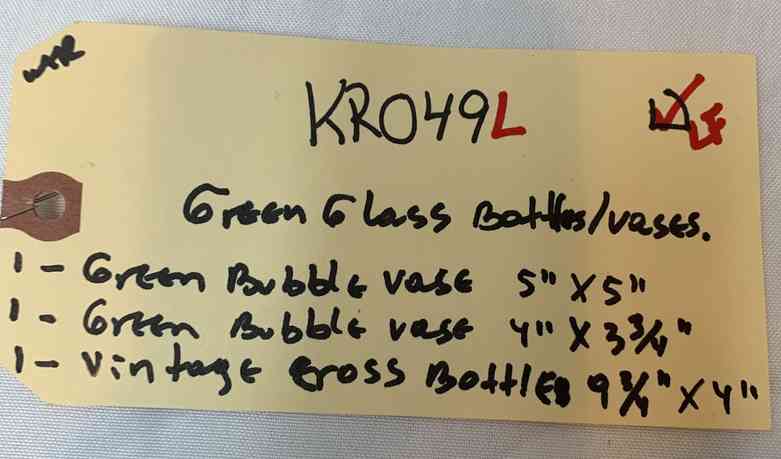 KRO49L
Green Glass Bottles/vases.
1 - Green Bubble vase 5" X 5"
1 - Green Bubble vase 4" X 3 3/4"
1 - Vintage Cross Bottle 9 3/4" X 4"